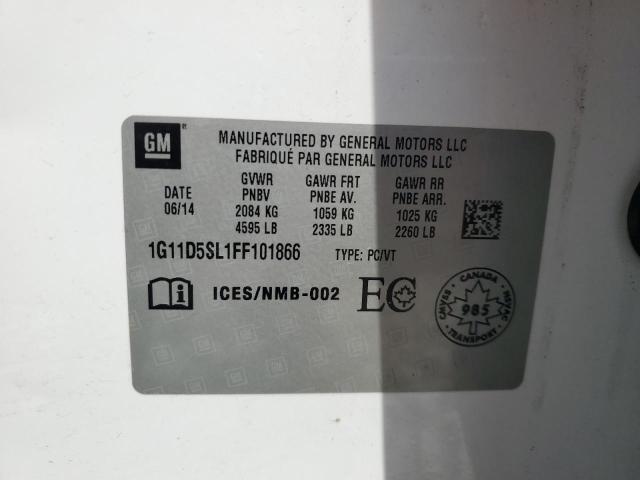 GM ®
MANUFACTURED BY GENERAL MOTORS LLC
FABRIQUÉ PAR GENERAL MOTORS LLC
DATE
06/14
GVWR
PNBV
2084 KG
4595 LB
GAWR FRT
PNBE AV.
1059 KG
2335 LB
GAWR RR
PNBE ARR.
1025 KG
2260 LB
1G11D5SL1FF101866 TYPE: PC/VT
ICES/NMB-002 EC
CANADA
CMVSS
NSVAC
985
TRANSPORT